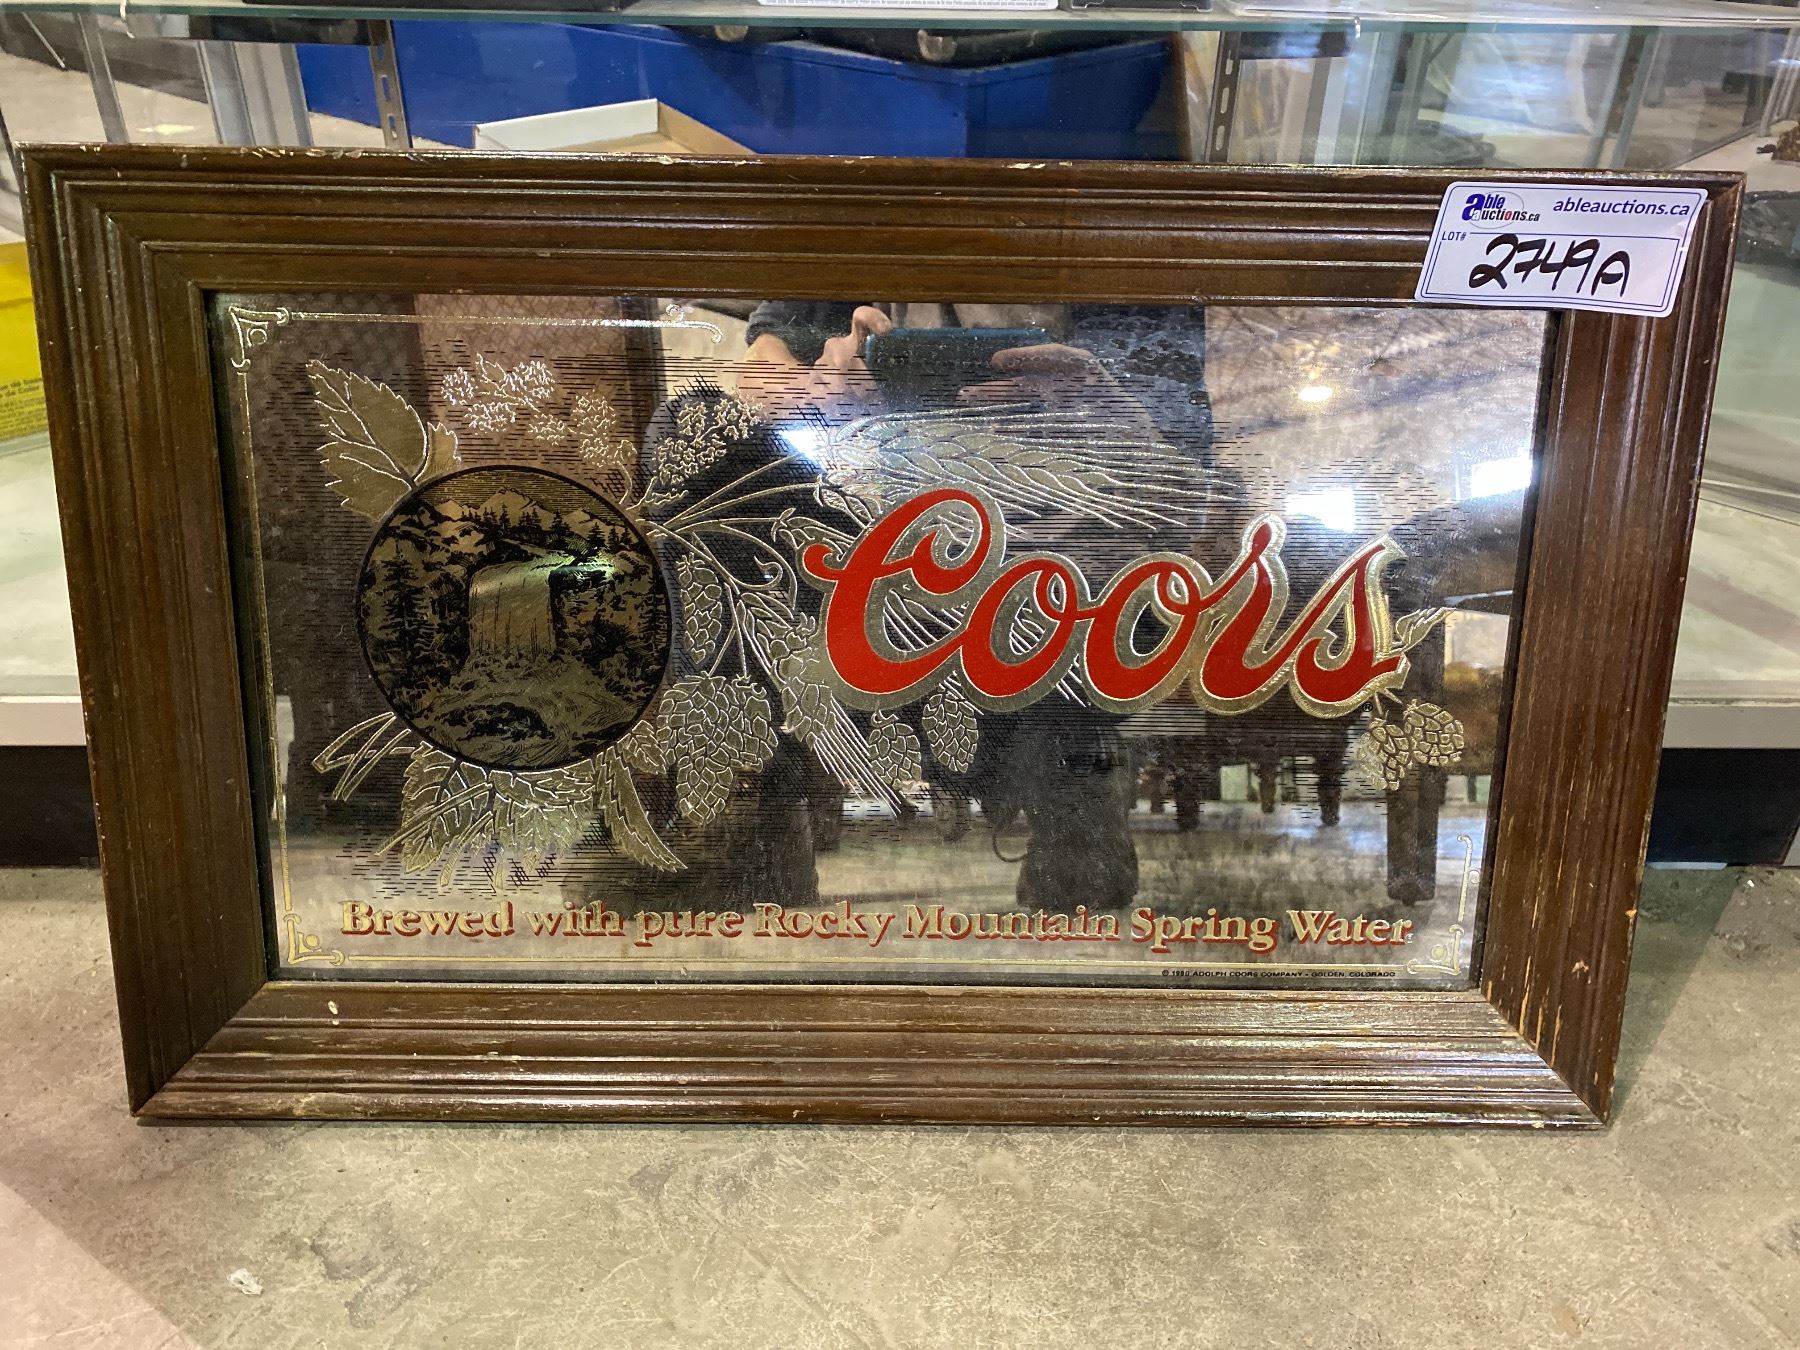 able auctions.ca
ableauctions.ca
LOT#
2749A
Coors
®
Brewed with pure Rocky Mountain Spring Water.
© 1980 ADOLPH COORS COMPANY • GOLDEN, COLORADO